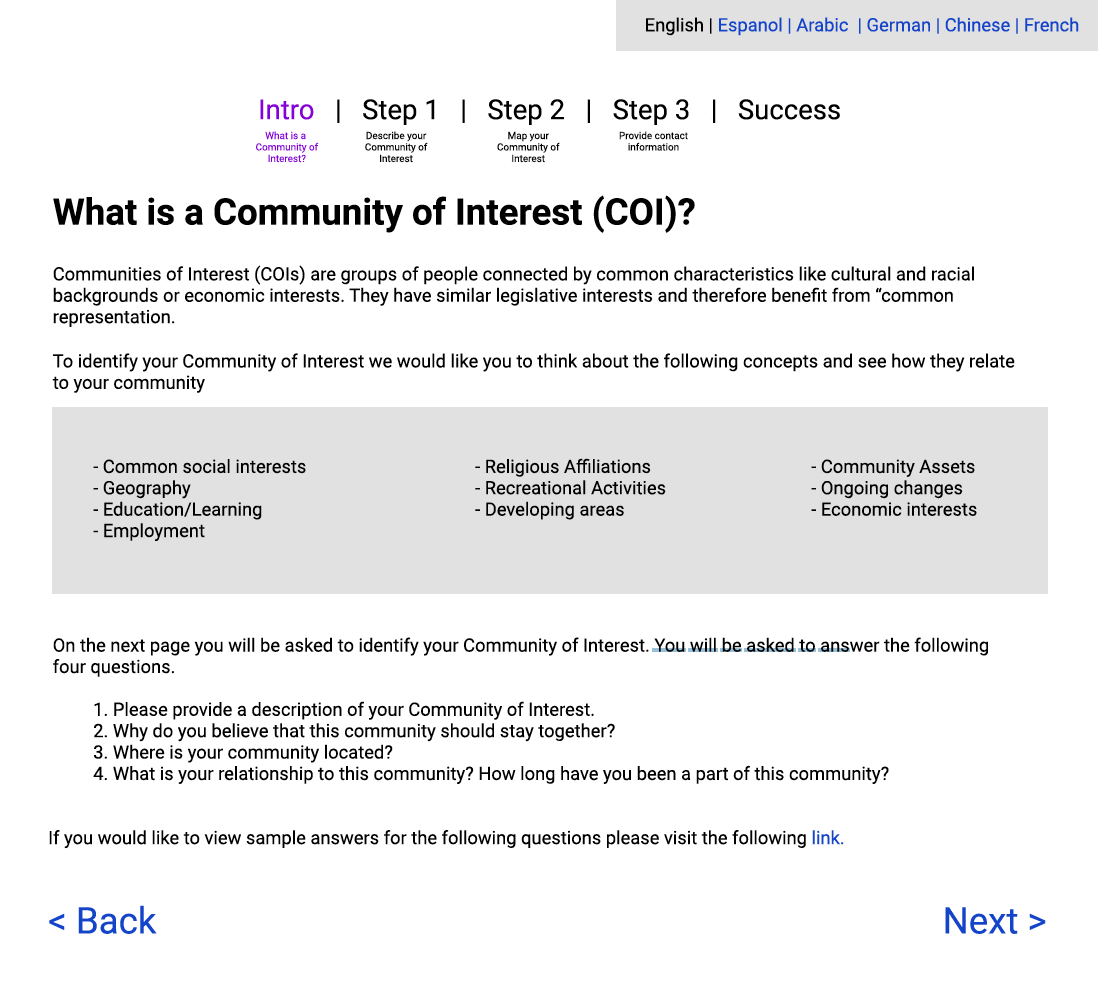 English | Espanol | Arabic | German | Chinese | French
Intro | Step 1 | Step 2 | Step 3 | Success
What is a Community of Interest?
Describe your Community of Interest
Map your Community of Interest
Provide contact information
What is a Community of Interest (COI)?
Communities of Interest (COIs) are groups of people connected by common characteristics like cultural and racial
backgrounds or economic interests. They have similar legislative interests and therefore benefit from “common
representation.
To identify your Community of Interest we would like you to think about the following concepts and see how they relate
to your community
- Common social interests
- Geography
- Education/Learning
- Employment
- Religious Affiliations
- Recreational Activities
- Developing areas
- Community Assets
- Ongoing changes
- Economic interests
On the next page you will be asked to identify your Community of Interest. You will be asked to answer the following
four questions.
1. Please provide a description of your Community of Interest.
2. Why do you believe that this community should stay together?
3. Where is your community located?
4. What is your relationship to this community? How long have you been a part of this community?
If you would like to view sample answers for the following questions please visit the following link.
< Back
Next >